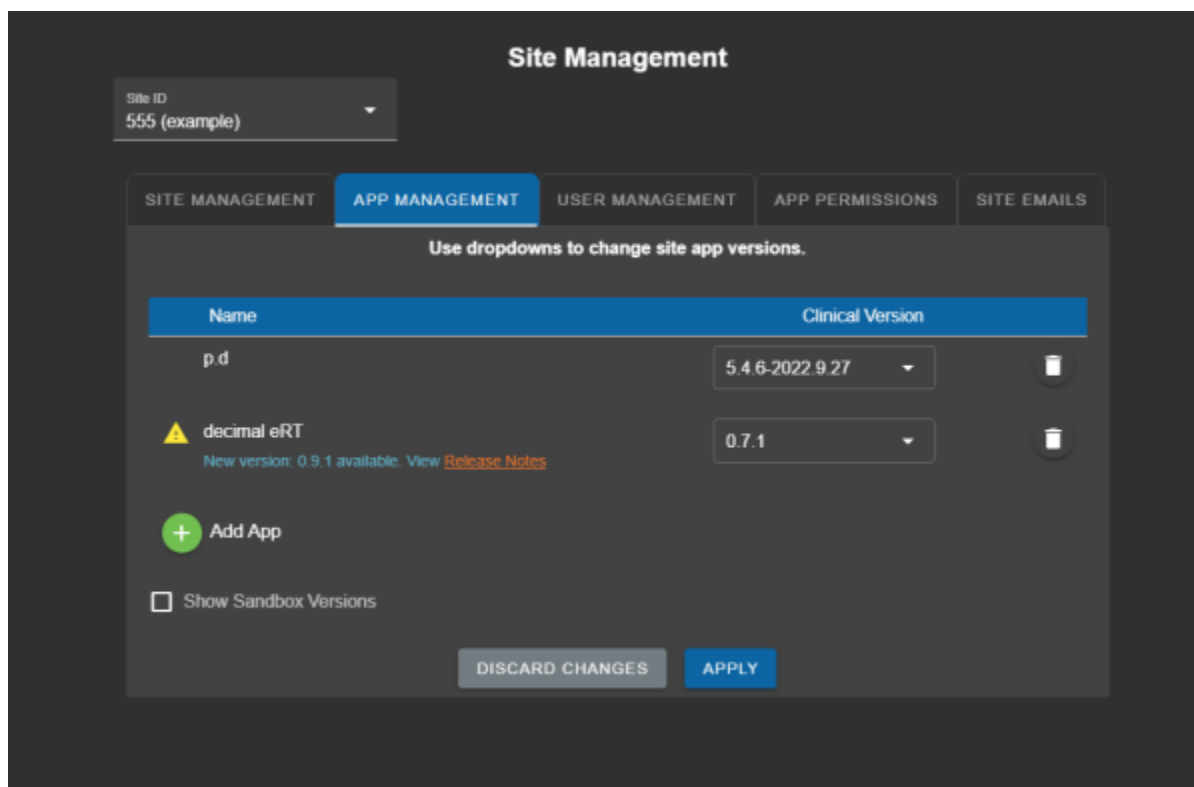 Site Management
Site ID
555 (example)
SITE MANAGEMENT APP MANAGEMENT USER MANAGEMENT APP PERMISSIONS SITE EMAILS
Use dropdowns to change site app versions.
Name Clinical Version
p.d 5.4.6-2022.9.27
decimal eRT 0.7.1
New version: 0.9.1 available. View Release Notes
Add App
Show Sandbox Versions
DISCARD CHANGES APPLY